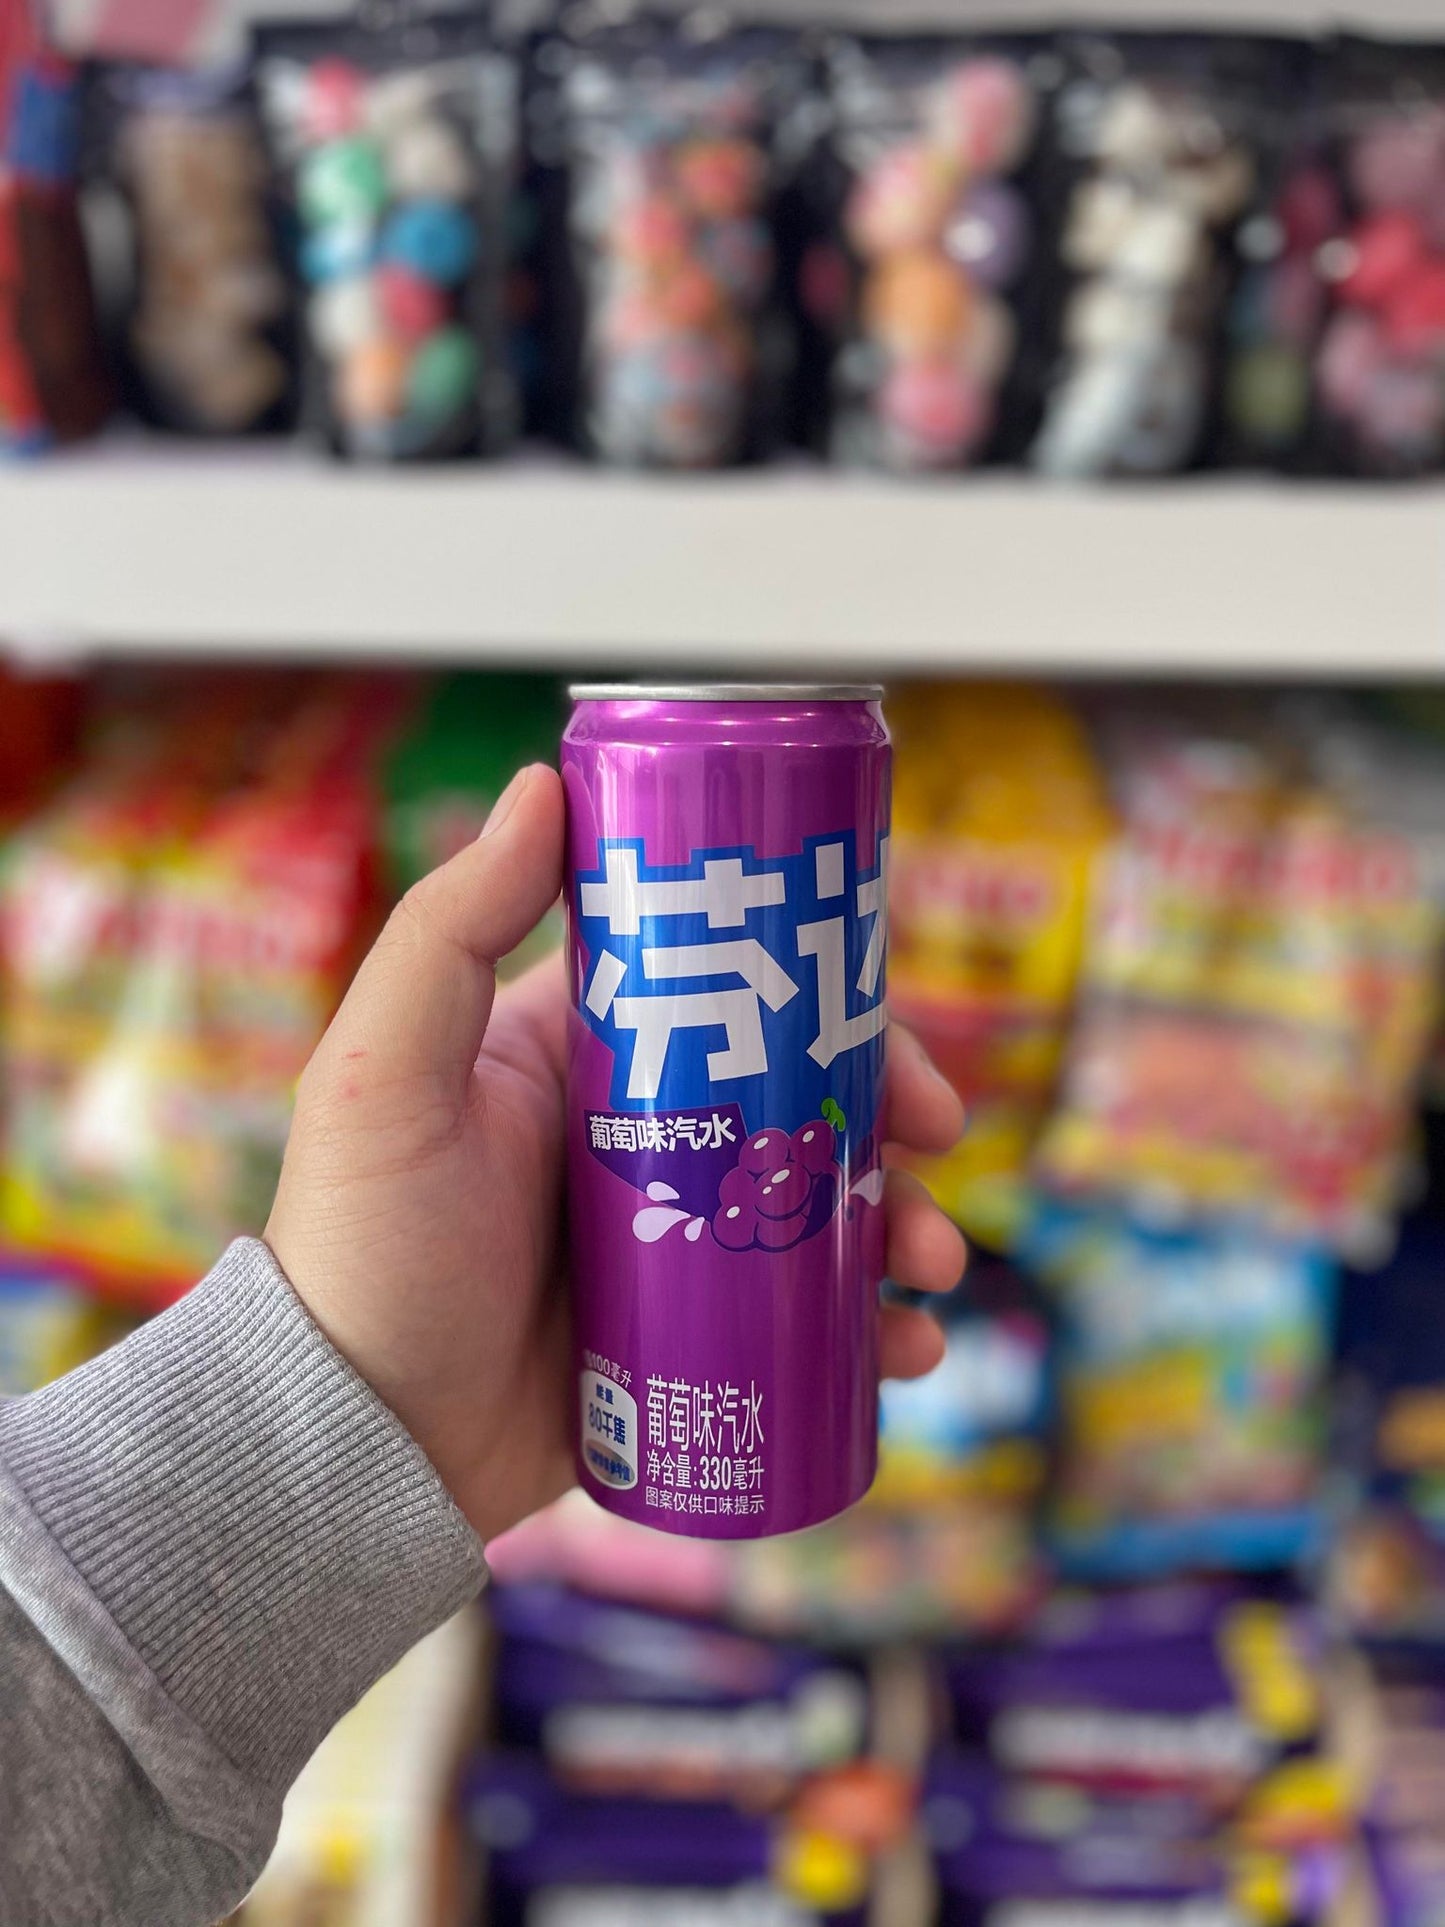 芬达
葡萄味汽水
每100毫升
能量
80千焦
葡萄味汽水
净含量:330毫升
图案仅供口味提示